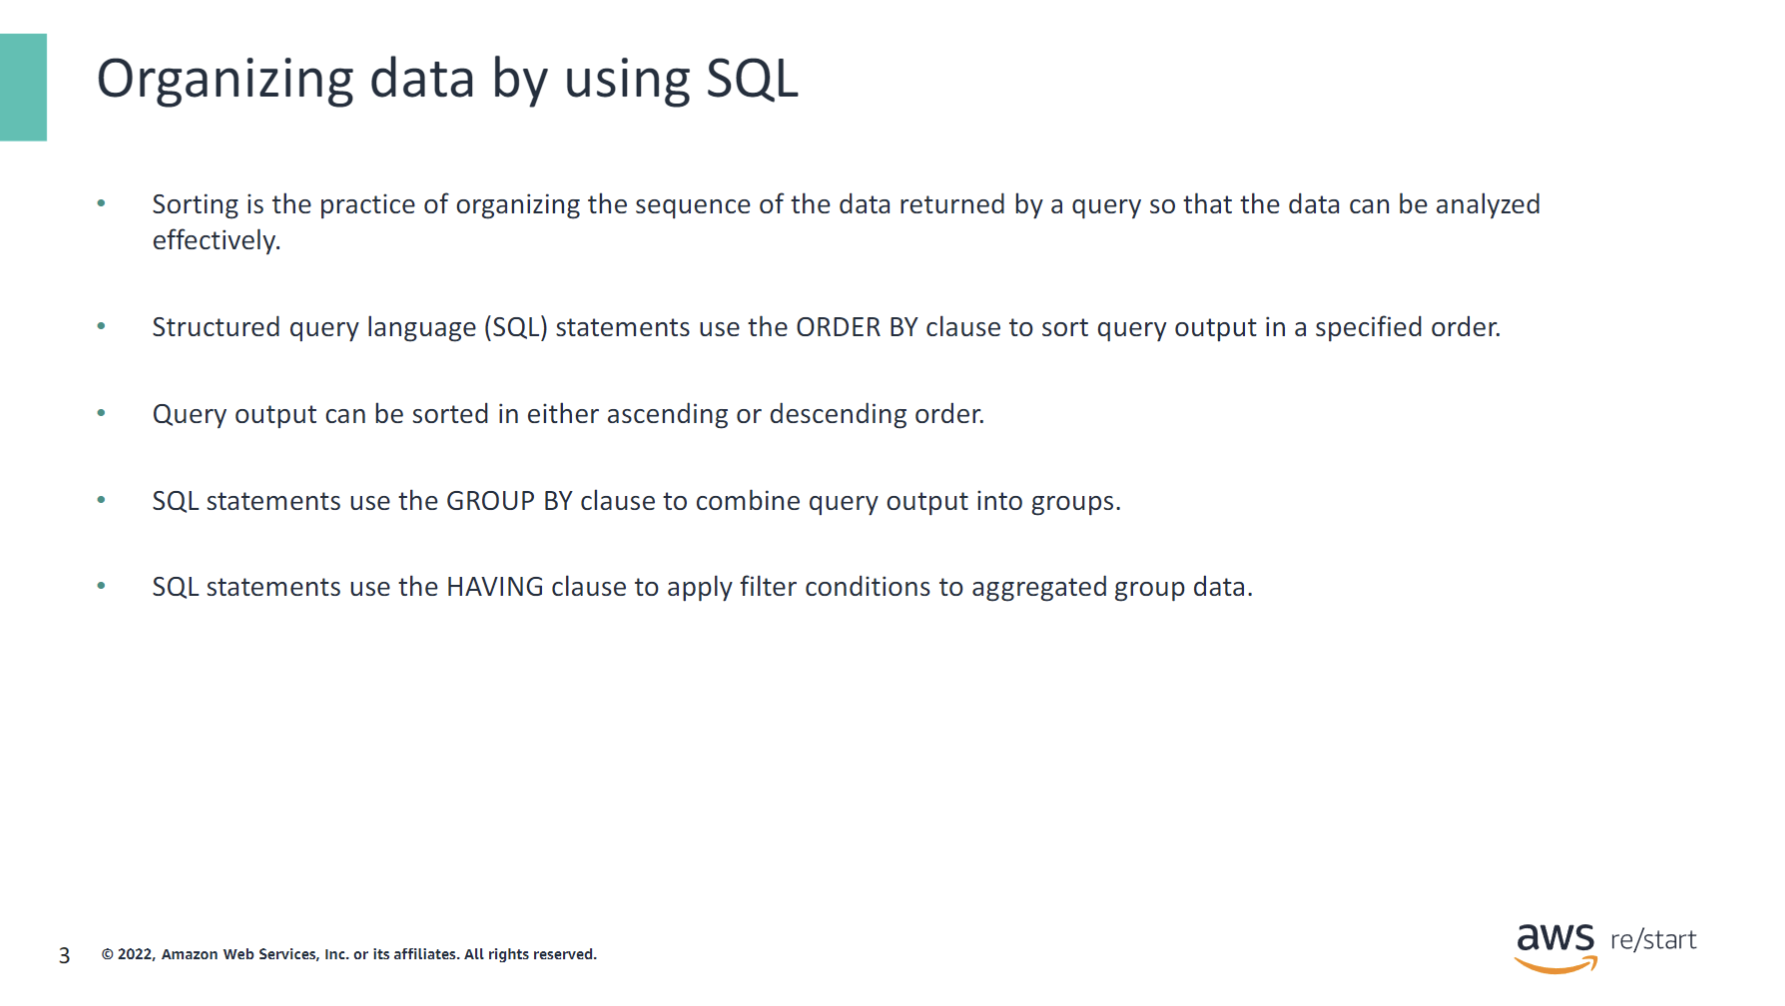 Organizing data by using SQL
• Sorting is the practice of organizing the sequence of the data returned by a query so that the data can be analyzed
effectively.
• Structured query language (SQL) statements use the ORDER BY clause to sort query output in a specified order.
• Query output can be sorted in either ascending or descending order.
• SQL statements use the GROUP BY clause to combine query output into groups.
• SQL statements use the HAVING clause to apply filter conditions to aggregated group data.
3 © 2022, Amazon Web Services, Inc. or its affiliates. All rights reserved.
aws re/start